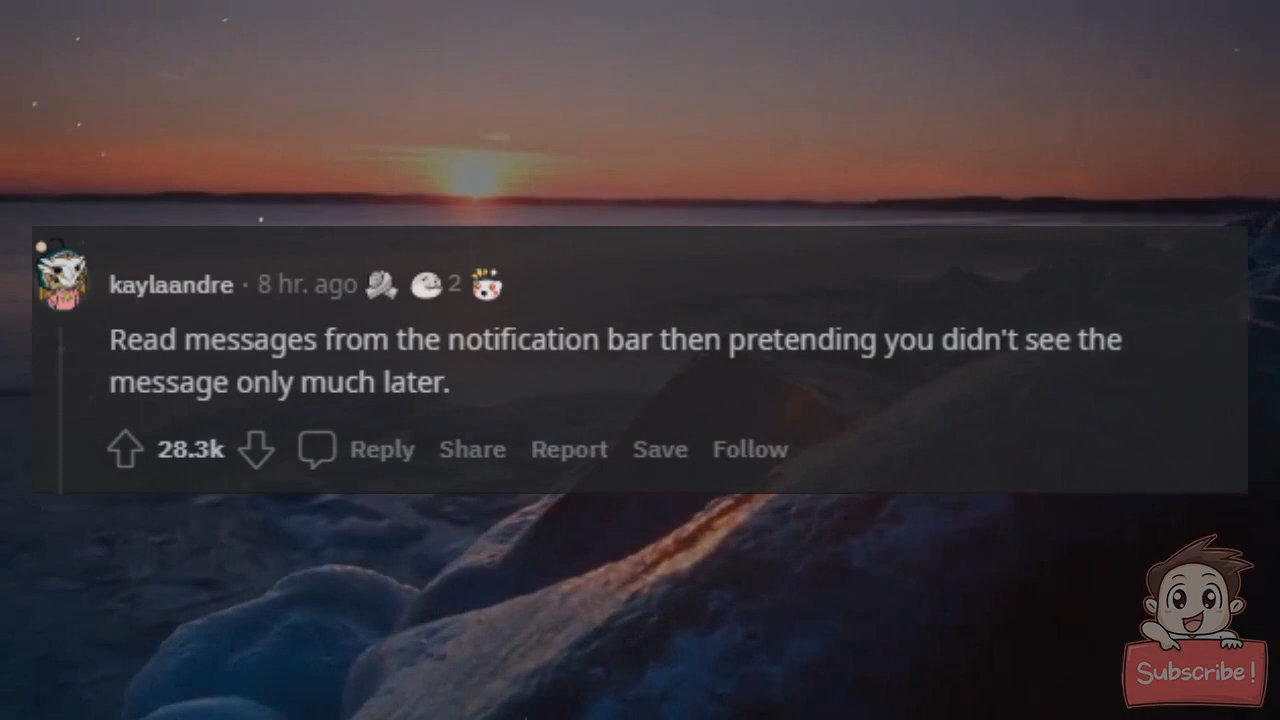 kaylaandre · 8 hr. ago 2
Read messages from the notification bar then pretending you didn't see the
message only much later.
28.3k Reply Share Report Save Follow
Subscribe!